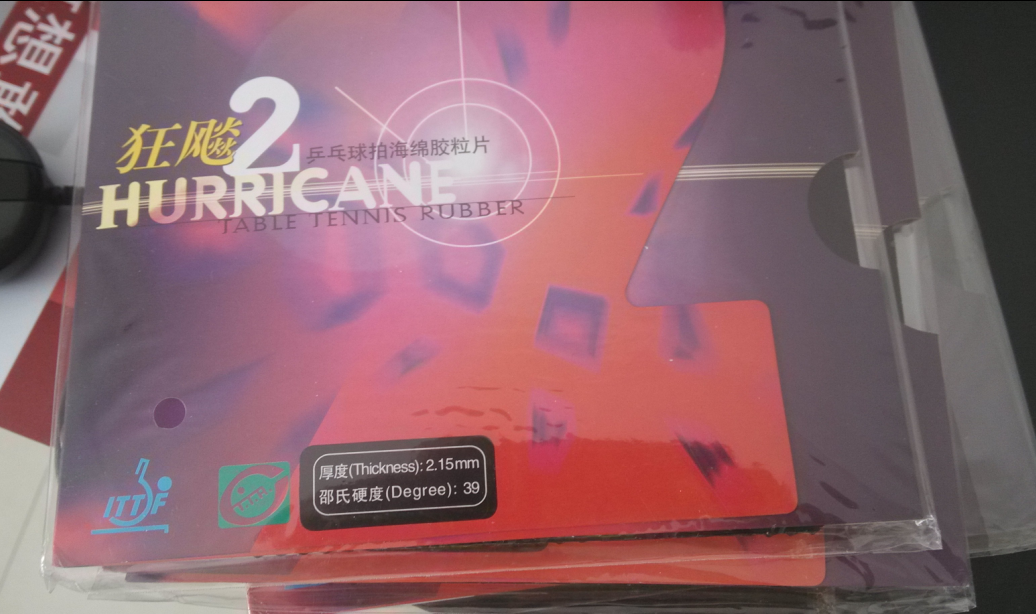 想
狂飚2
乒乓球拍海绵胶粒片
HURRICANE
TABLE TENNIS RUBBER
ITTF
厚度(Thickness): 2.15mm
邵氏硬度(Degree): 39